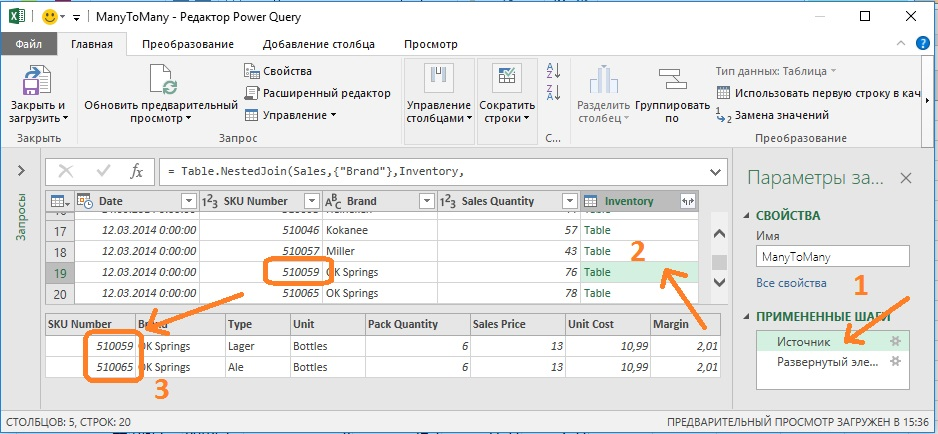 ManyToMany - Редактор Power Query
Файл Главная Преобразование Добавление столбца Просмотр
Закрыть и загрузить
Обновить предварительный просмотр
Свойства
Расширенный редактор
Управление
Управление столбцами
Сократить строки
Разделить столбец
Группировать по
Тип данных: Таблица
Использовать первую строку в кач
Замена значений
Закрыть Запрос С... Преобразование
Запросы
fx = Table.NestedJoin(Sales,{"Brand"},Inventory,
Date 1²3 SKU Number ABC Brand 1²3 Sales Quantity Inventory
17 12.03.2014 0:00:00 510046 Kokanee 57 Table
18 12.03.2014 0:00:00 510057 Miller 43 Table
19 12.03.2014 0:00:00 510059 OK Springs 76 Table
20 12.03.2014 0:00:00 510065 OK Springs 78 Table
2
SKU Number Brand Type Unit Pack Quantity Sales Price Unit Cost Margin
510059 OK Springs Lager Bottles 6 13 10,99 2,01
510065 OK Springs Ale Bottles 6 13 10,99 2,01
3
Параметры за...
СВОЙСТВА
Имя
ManyToMany
Все свойства
1
ПРИМЕНЕННЫЕ ШАГИ
Источник
Развернутый эле...
СТОЛБЦОВ: 5, СТРОК: 20
ПРЕДВАРИТЕЛЬНЫЙ ПРОСМОТР ЗАГРУЖЕН В 15:36